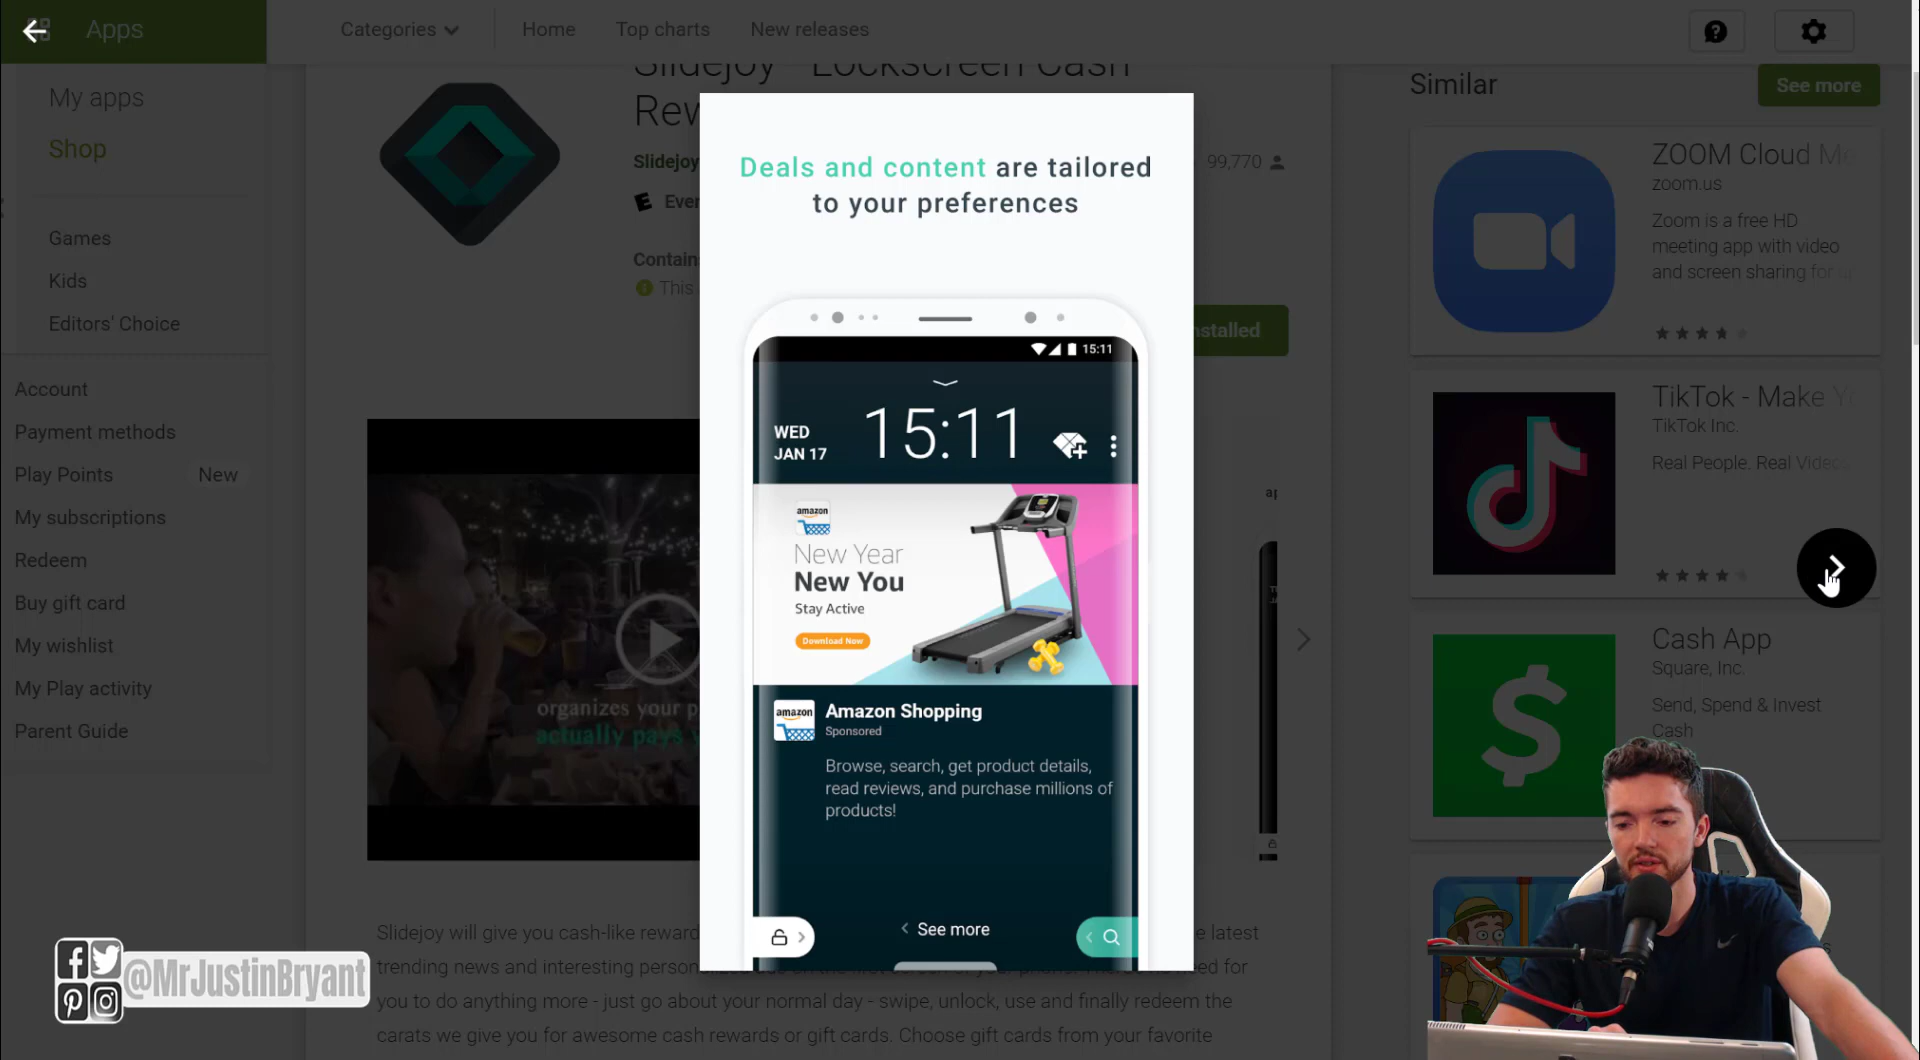 Apps
Categories
Home
Top charts
New releases
My apps
Shop
Games
Kids
Editors' Choice
Account
Payment methods
Play Points
New
My subscriptions
Redeem
Buy gift card
My wishlist
My Play activity
Parent Guide
Slidejoy - Lockscreen Cash
Slidejoy
99,770
E
This
Deals and content are tailored
to your preferences
15:11
WED
JAN 17
15:11
amazon
New Year
New You
Stay Active
Download Now
amazon
Amazon Shopping
Sponsored
Browse, search, get product details,
read reviews, and purchase millions of
products!
See more
organizes your
actually pays
Similar
See more
ZOOM Cloud
zoom.us
Zoom is a free HD
meeting app with video
and screen sharing for
TikTok - Make
TikTok Inc.
Real People. Real
Cash App
Square, Inc.
Send, Spend & Invest
Cash
Slidejoy will give you cash-like
latest
trending news and interesting
for
you to do anything more - just go about your normal day - swipe, unlock, use and finally redeem the
carats we give you for awesome cash rewards or gift cards. Choose gift cards from your favorite
@MrJustinBryant